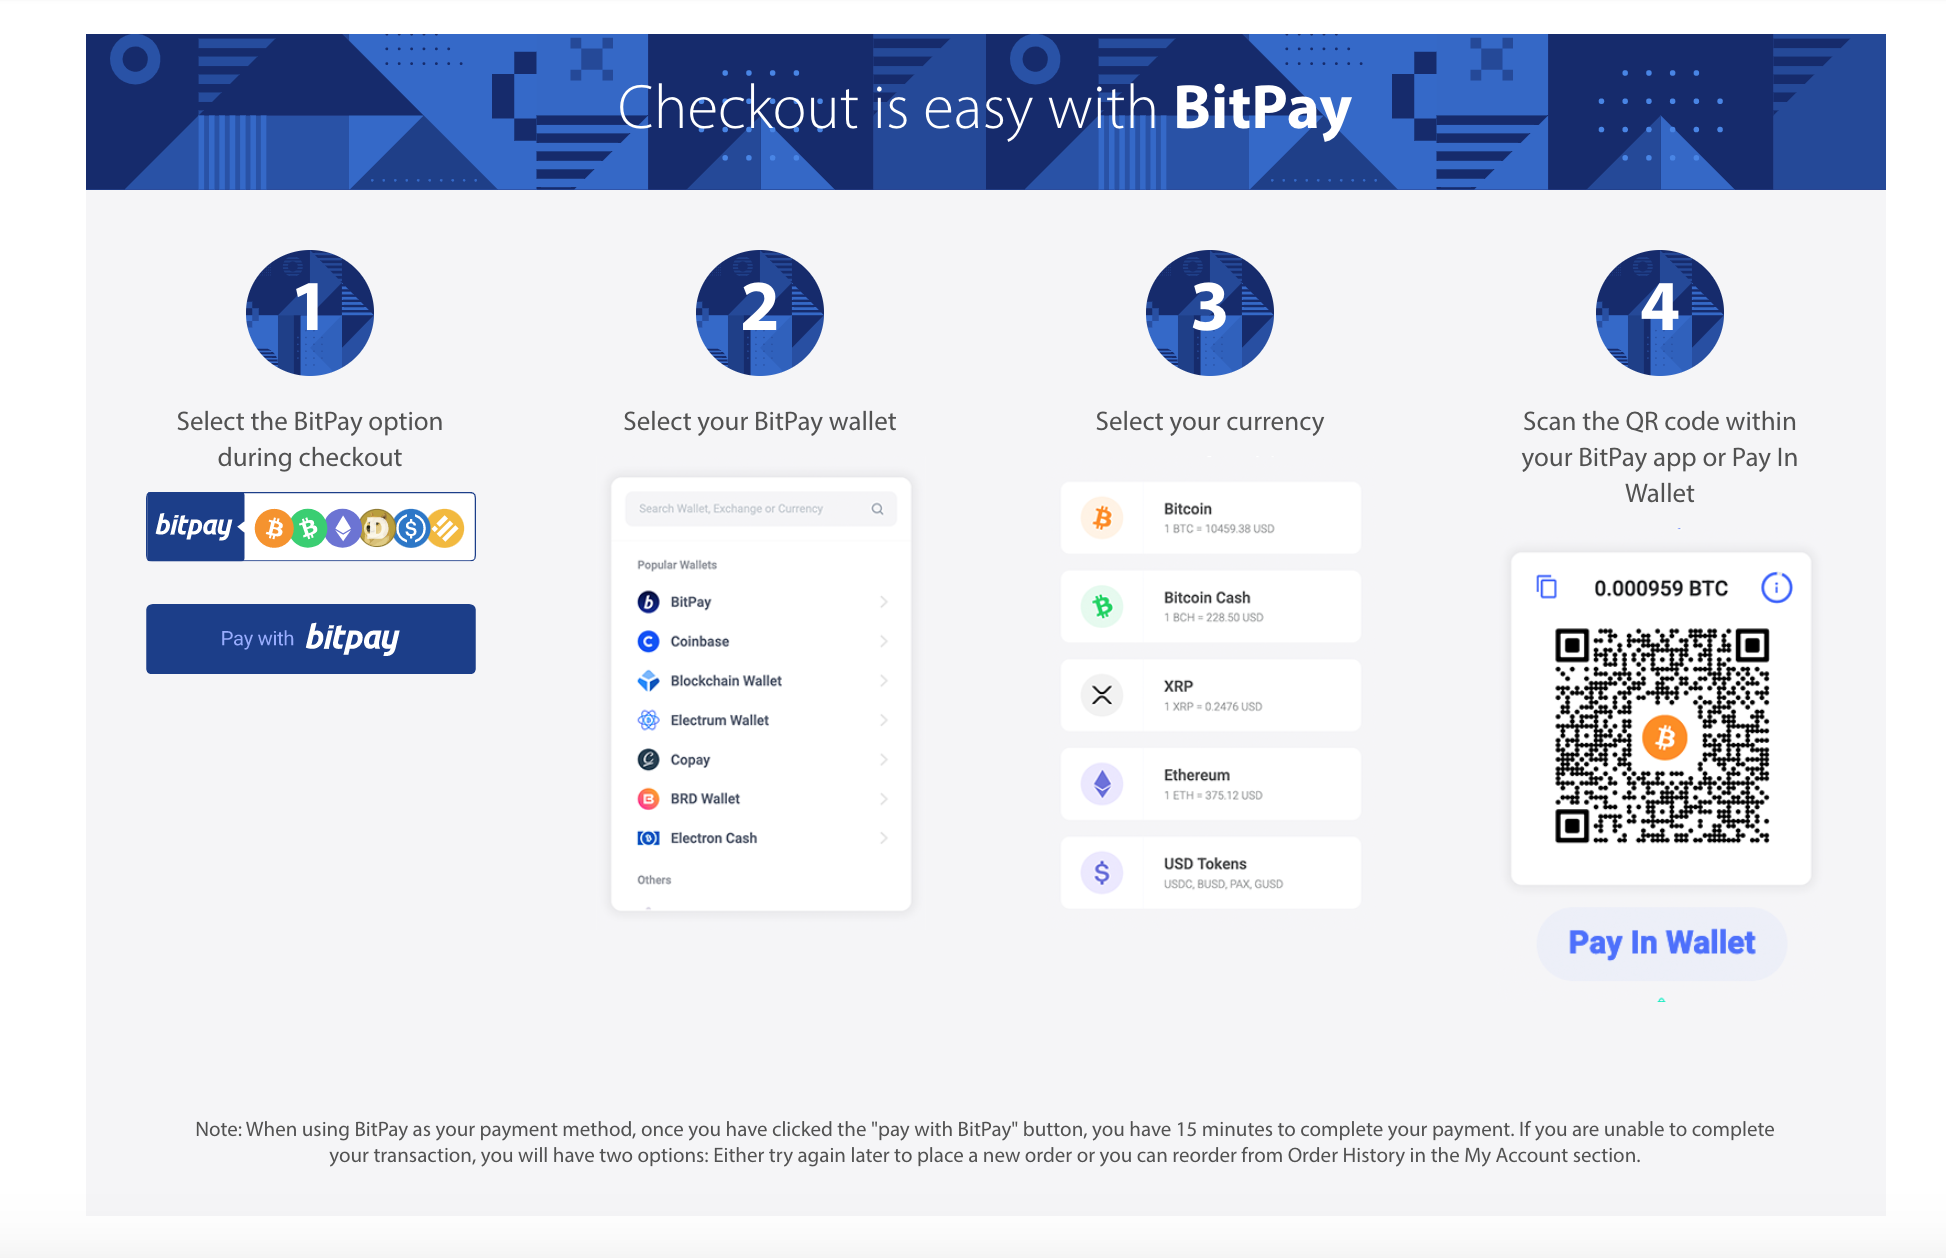 Checkout is easy with BitPay
1
Select the BitPay option
during checkout
bitpay
Pay with bitpay
2
Select your BitPay wallet
Search Wallet, Exchange or Currency
Popular Wallets
BitPay
Coinbase
Blockchain Wallet
Electrum Wallet
Copay
BRD Wallet
Electron Cash
Others
3
Select your currency
Bitcoin
1 BTC = 10459.38 USD
Bitcoin Cash
1 BCH = 228.50 USD
XRP
1 XRP = 0.2476 USD
Ethereum
1 ETH = 375.12 USD
USD Tokens
USDC, BUSD, PAX, GUSD
4
Scan the QR code within
your BitPay app or Pay In
Wallet
0.000959 BTC
Pay In Wallet
Note: When using BitPay as your payment method, once you have clicked the "pay with BitPay" button, you have 15 minutes to complete your payment. If you are unable to complete
your transaction, you will have two options: Either try again later to place a new order or you can reorder from Order History in the My Account section.